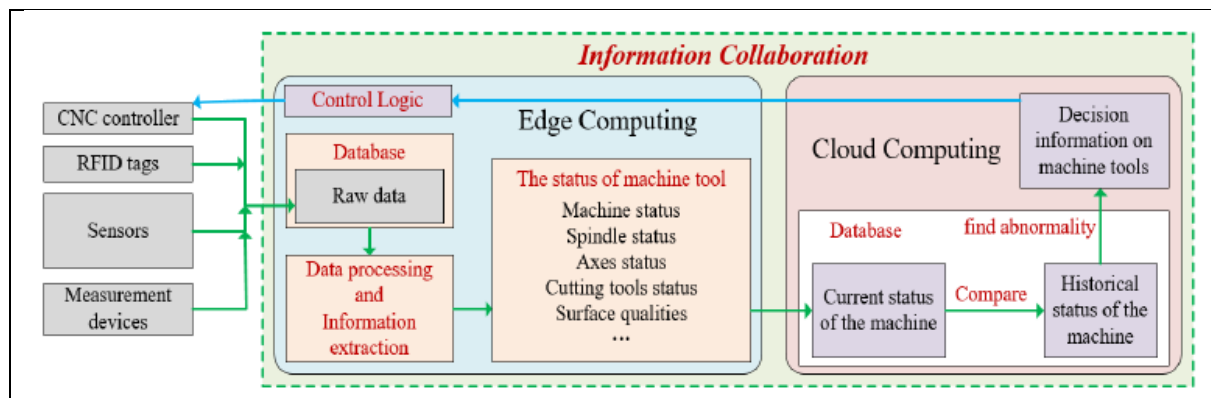 Information Collaboration
CNC controller
RFID tags
Sensors
Measurement
devices
Control Logic
Edge Computing
Database
Raw data
Data processing
and
Information
extraction
The status of machine tool
Machine status
Spindle status
Axes status
Cutting tools status
Surface qualities
...
Cloud Computing
Decision
information on
machine tools
Database
find abnormality
Current status
of the machine
Compare
Historical
status of the
machine